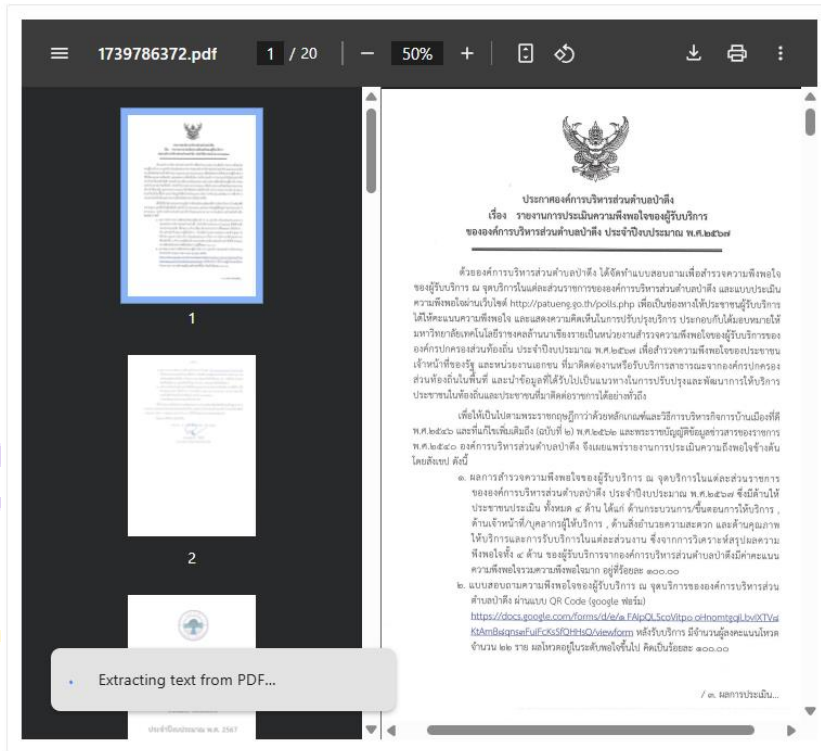 1739786372.pdf
1 / 20
50%
1
2
ประจำปีงบประมาณ พ.ศ. 2567
Extracting text from PDF...
ประกาศองค์การบริหารส่วนตำบลป่าตึง
เรื่อง รายงานการประเมินความพึงพอใจของผู้รับบริการ
ขององค์การบริหารส่วนตำบลป่าตึง ประจำปีงบประมาณ พ.ศ.๒๕๖๗
ด้วยองค์การบริหารส่วนตำบลป่าตึง ได้จัดทำแบบสอบถามเพื่อสำรวจความพึงพอใจ
ของผู้รับบริการ ณ จุดบริการในแต่ละส่วนราชการขององค์การบริหารส่วนตำบลป่าตึง และแบบประเมิน
ความพึงพอใจผ่านเว็บไซต์ http://patueng.go.th/polls.php เพื่อเป็นช่องทางให้ประชาชนผู้รับบริการ
ได้ให้คะแนนความพึงพอใจ และแสดงความคิดเห็นในการปรับปรุงบริการ ประกอบกับได้มอบหมายให้
มหาวิทยาลัยเทคโนโลยีราชมงคลล้านนาเชียงรายเป็นหน่วยงานสำรวจความพึงพอใจของผู้รับบริการของ
องค์กรปกครองส่วนท้องถิ่น ประจำปีงบประมาณ พ.ศ.๒๕๖๗ เพื่อสำรวจความพึงพอใจของประชาชน
เจ้าหน้าที่ของรัฐ และหน่วยงานเอกชน ที่มาติดต่องานหรือรับบริการสาธารณะจากองค์กรปกครอง
ส่วนท้องถิ่นในพื้นที่ และนำข้อมูลที่ได้รับไปเป็นแนวทางในการปรับปรุงและพัฒนาการให้บริการ
ประชาชนในท้องถิ่นและประชาชนที่มาติดต่อราชการได้อย่างทั่วถึง
เพื่อให้เป็นไปตามพระราชกฤษฎีกาว่าด้วยหลักเกณฑ์และวิธีการบริหารกิจการบ้านเมืองที่ดี
พ.ศ.๒๕๔๖ และที่แก้ไขเพิ่มเติมถึง (ฉบับที่ ๒) พ.ศ.๒๕๖๒ และพระราชบัญญัติข้อมูลข่าวสารของราชการ
พ.ศ.๒๕๔๐ องค์การบริหารส่วนตำบลป่าตึง จึงเผยแพร่รายงานการประเมินความถึงพอใจข้างต้น
โดยสังเขป ดังนี้
๑. ผลการสำรวจความพึงพอใจของผู้รับบริการ ณ จุดบริการในแต่ละส่วนราชการ
ขององค์การบริหารส่วนตำบลป่าตึง ประจำปีงบประมาณ พ.ศ.๒๕๖๗ ซึ่งมีด้านให้
ประชาชนประเมิน ทั้งหมด ๔ ด้าน ได้แก่ ด้านกระบวนการ/ขั้นตอนการให้บริการ ,
ด้านเจ้าหน้าที่/บุคลากรผู้ให้บริการ , ด้านสิ่งอำนวยความสะดวก และด้านคุณภาพ
ให้บริการและการรับบริการในแต่ละส่วนงาน ซึ่งจากการวิเคราะห์สรุปผลความ
พึงพอใจทั้ง ๔ ด้าน ของผู้รับบริการจากองค์การบริหารส่วนตำบลป่าตึงมีค่าคะแนน
ความพึงพอใจรวมความพึงพอใจมาก อยู่ที่ร้อยละ ๑๐๐.๐๐
๒. แบบสอบถามความพึงพอใจของผู้รับบริการ ณ จุดบริการขององค์การบริหารส่วน
ตำบลป่าตึง ผ่านแบบ QR Code (google ฟอร์ม)
หลังรับบริการ มีจำนวนผู้ลงคะแนนโหวต
จำนวน ๒๒ ราย ผลโหวตอยู่ในระดับพอใจขึ้นไป คิดเป็นร้อยละ ๑๐๐.๐๐
/ ๓. ผลการประเมิน...